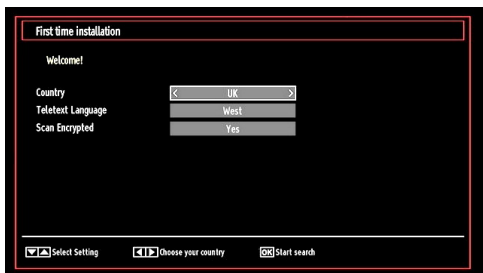 First time installation
Welcome!
Country < UK >
Teletext Language West
Scan Encrypted Yes
Select Setting Choose your country OK Start search